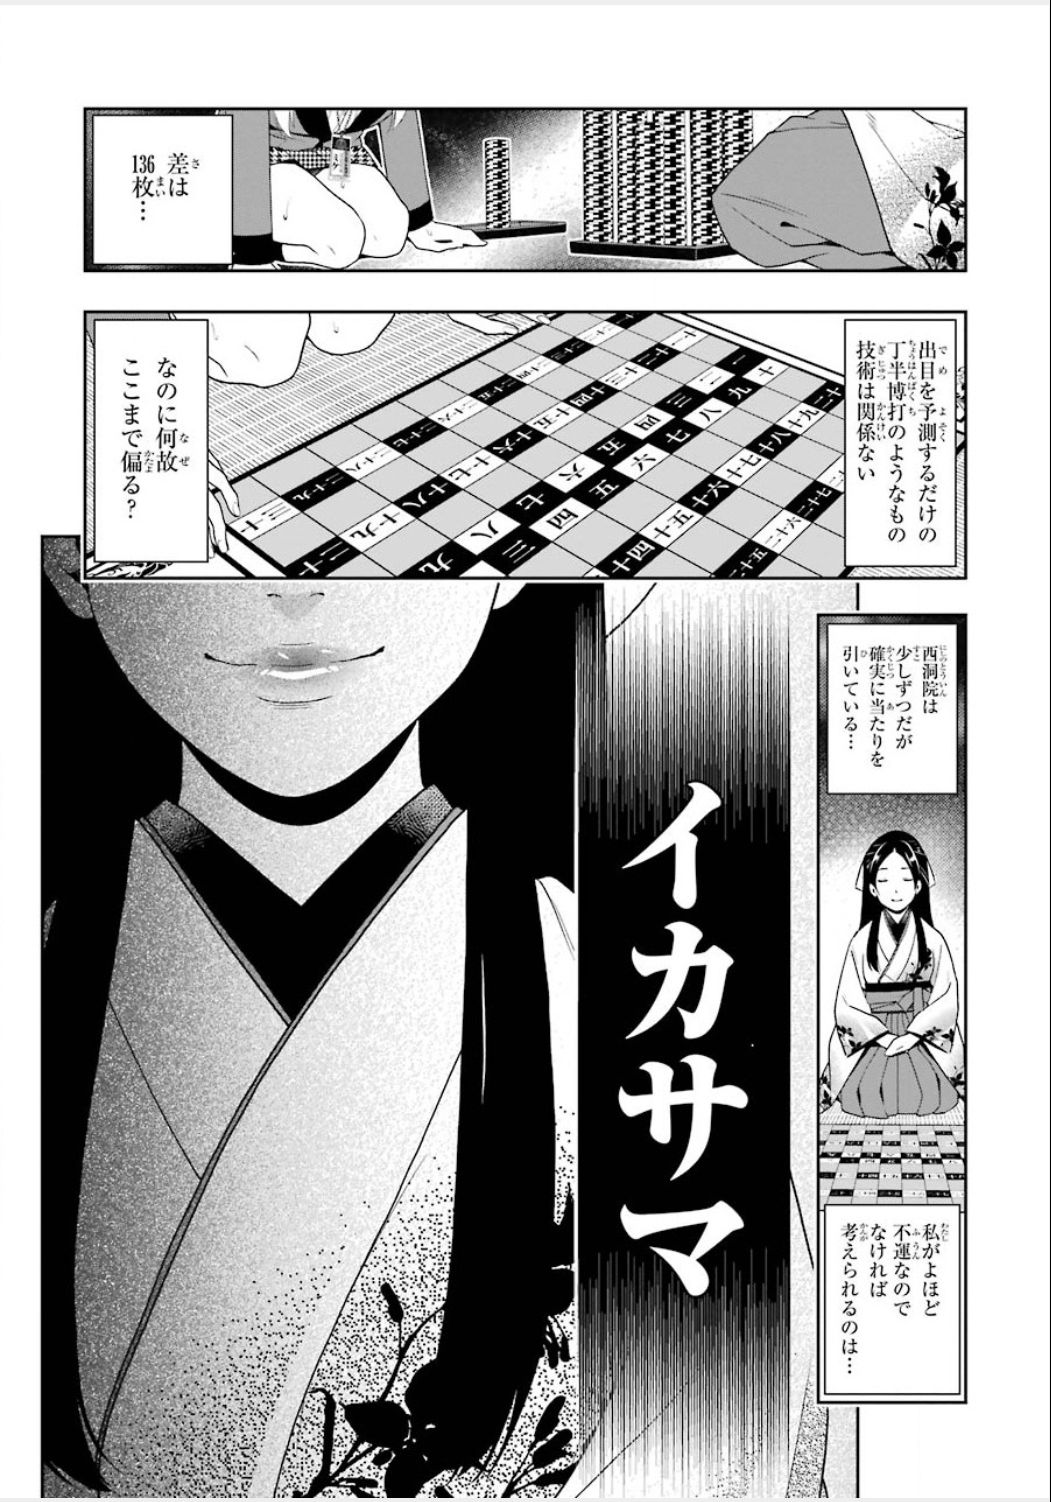 差は
136枚…
出目を予測するだけの
丁半博打のようなもの
技術は関係ない
なのに何故
ここまで偏る?
西洞院は
少しずつだが
確実に当たりを
引いている…
私がよほど
不運なので
なければ
考えられるのは…
イカサマ